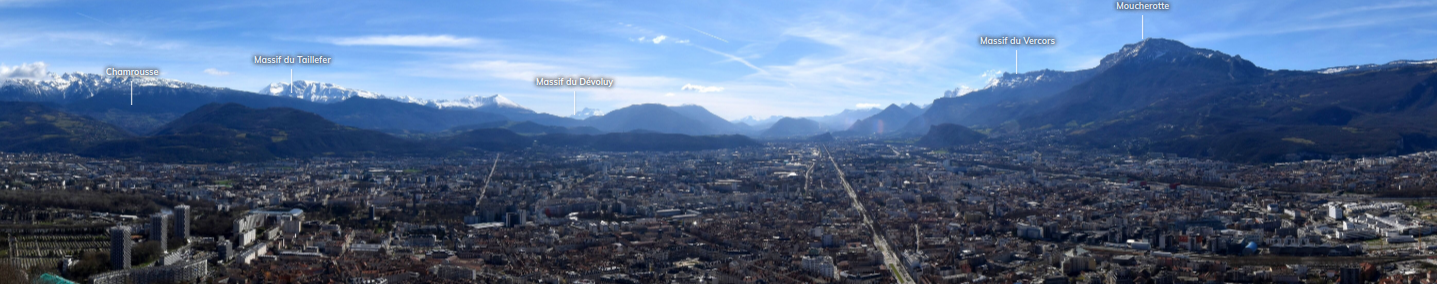 Chamrousse
Massif du Taillefer
Massif du Dévoluy
Massif du Vercors
Moucherotte